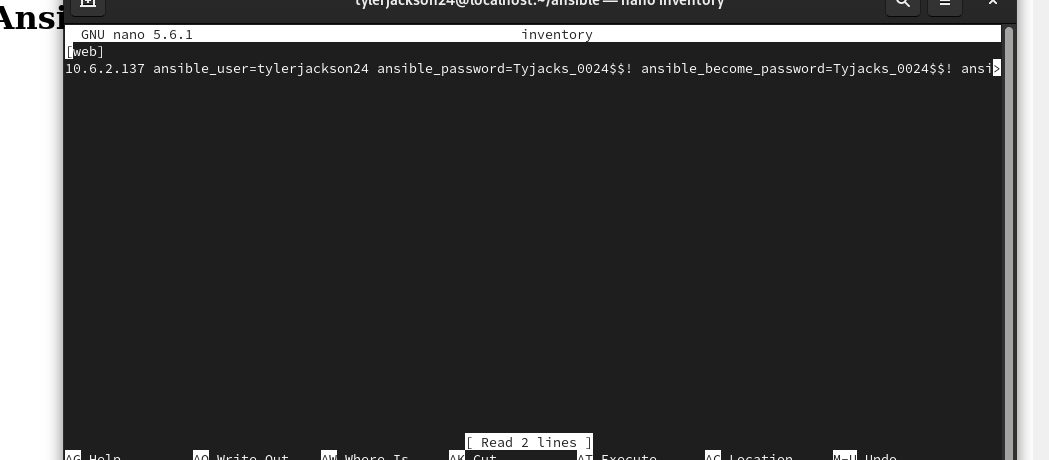 Ansi
tylerjackson24@localhost:~/ansible — nano inventory
GNU nano 5.6.1 inventory
[web]
10.6.2.137 ansible_user=tylerjackson24 ansible_password=Tyjacks_0024$$! ansible_become_password=Tyjacks_0024$$! ansi>
[ Read 2 lines ]
^G Help ^O Write Out ^W Where Is ^K Cut ^T Execute ^C Location M-U Undo